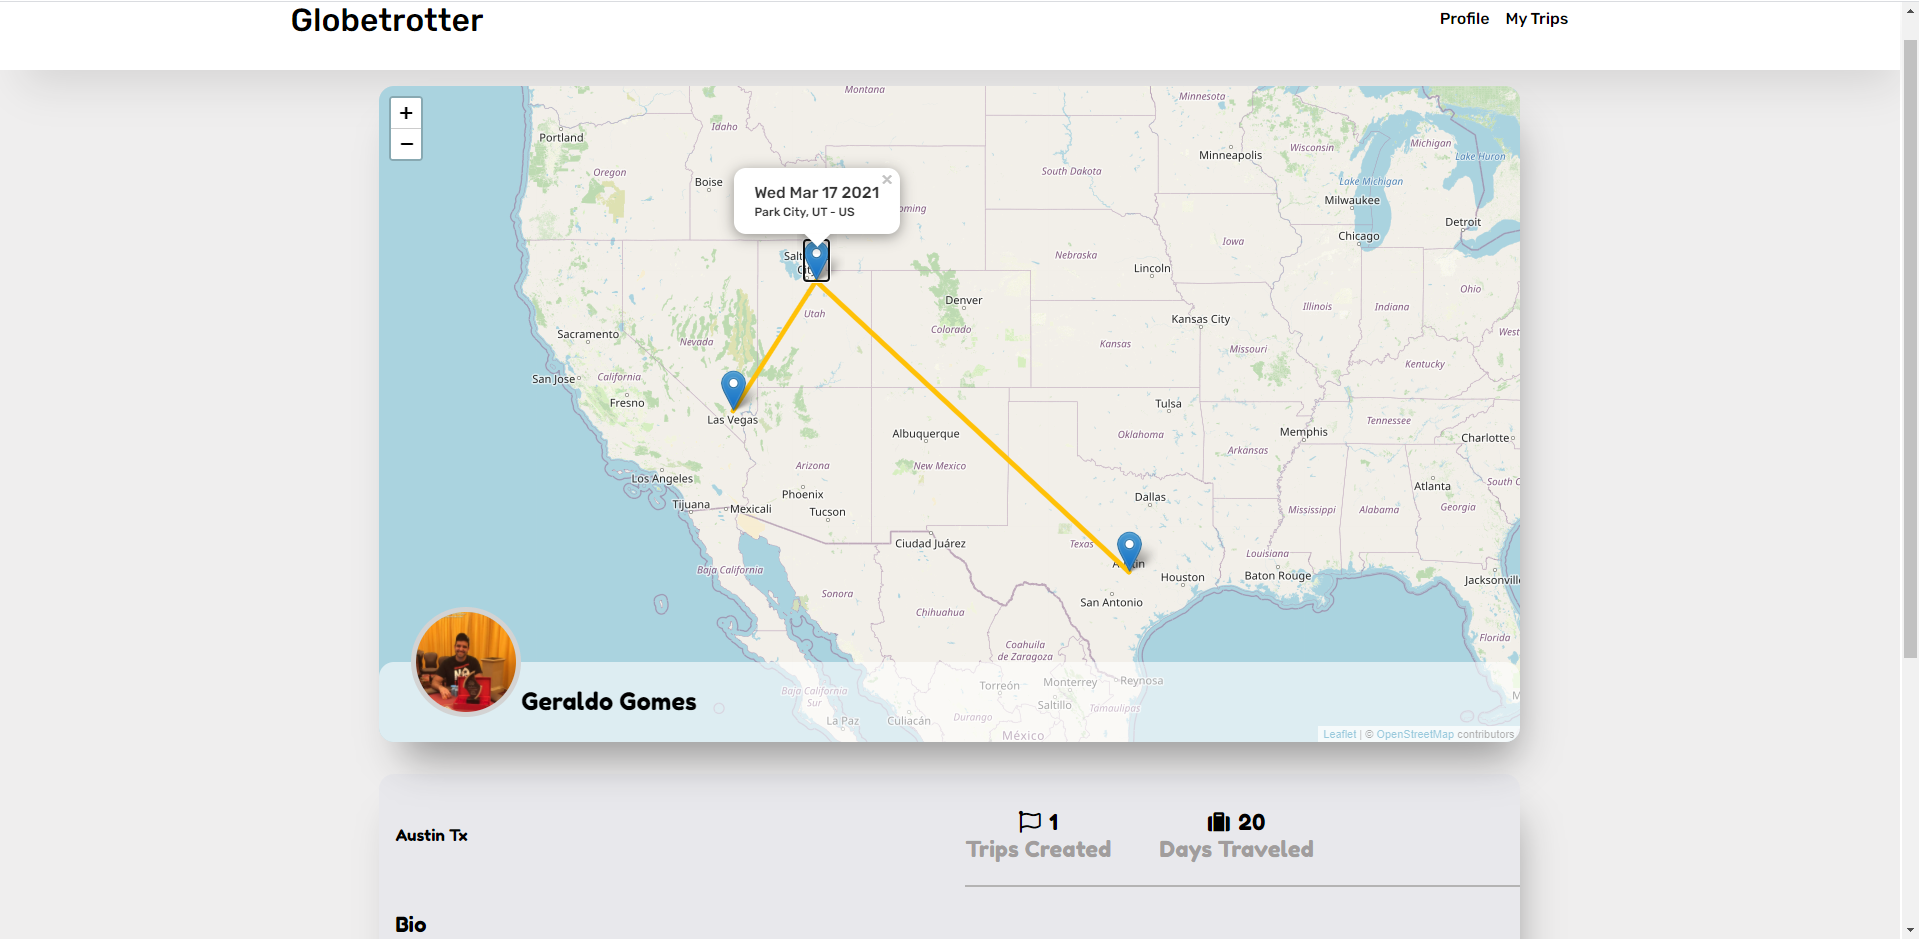 Globetrotter
Profile My Trips
+
−
Montana
Minnesota
Portland
Idaho
Minneapolis
Wisconsin
Michigan
Lake Huron
Oregon
Boise
South Dakota
Lake Michigan
Milwaukee
Wed Mar 17 2021 ×
Park City, UT - US
oming
Detroit
Chicago
Iowa
Salt
City
Nebraska
Lincoln
Ohio
Denver
Illinois
Indiana
Utah
Kansas City
Sacramento
Colorado
West
Nevada
Kansas
Missouri
Kentucky
San Jose
California
Fresno
Las Vegas
Tulsa
Tennessee
Albuquerque
Oklahoma
Memphis
Charlotte
Arkansas
Arizona
New Mexico
Los Angeles
Phoenix
Dallas
Atlanta
South C
Tijuana
Mexicali
Tucson
Mississippi
Alabama
Georgia
Ciudad Juárez
Texas
Louisiana
Baja California
Austin
Houston
Baton Rouge
Jacksonvill
Sonora
San Antonio
Chihuahua
Florida
Coahuila
de Zaragoza
Geraldo Gomes
Baja California
Sur
Torreón
Monterrey
Reynosa
M
La Paz
Culiacán
Durango
Saltillo
Tamaulipas
México
Leaflet | © OpenStreetMap contributors
Austin Tx
1
Trips Created
20
Days Traveled
Bio